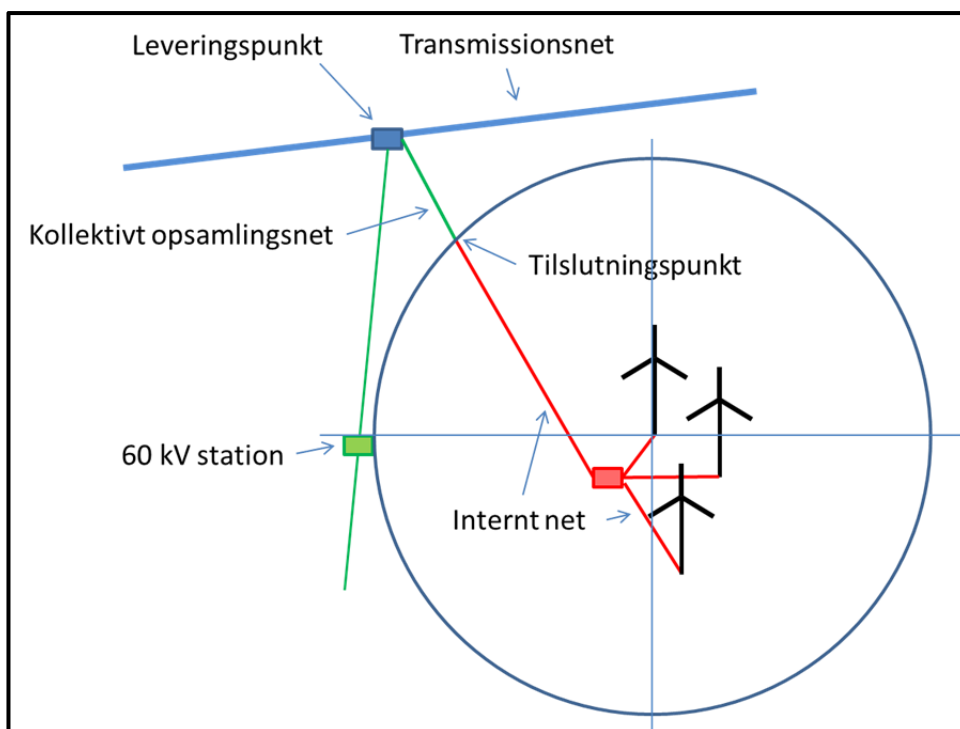 Leveringspunkt
Transmissionsnet
Kollektivt opsamlingsnet
Tilslutningspunkt
60 kV station
Internt net